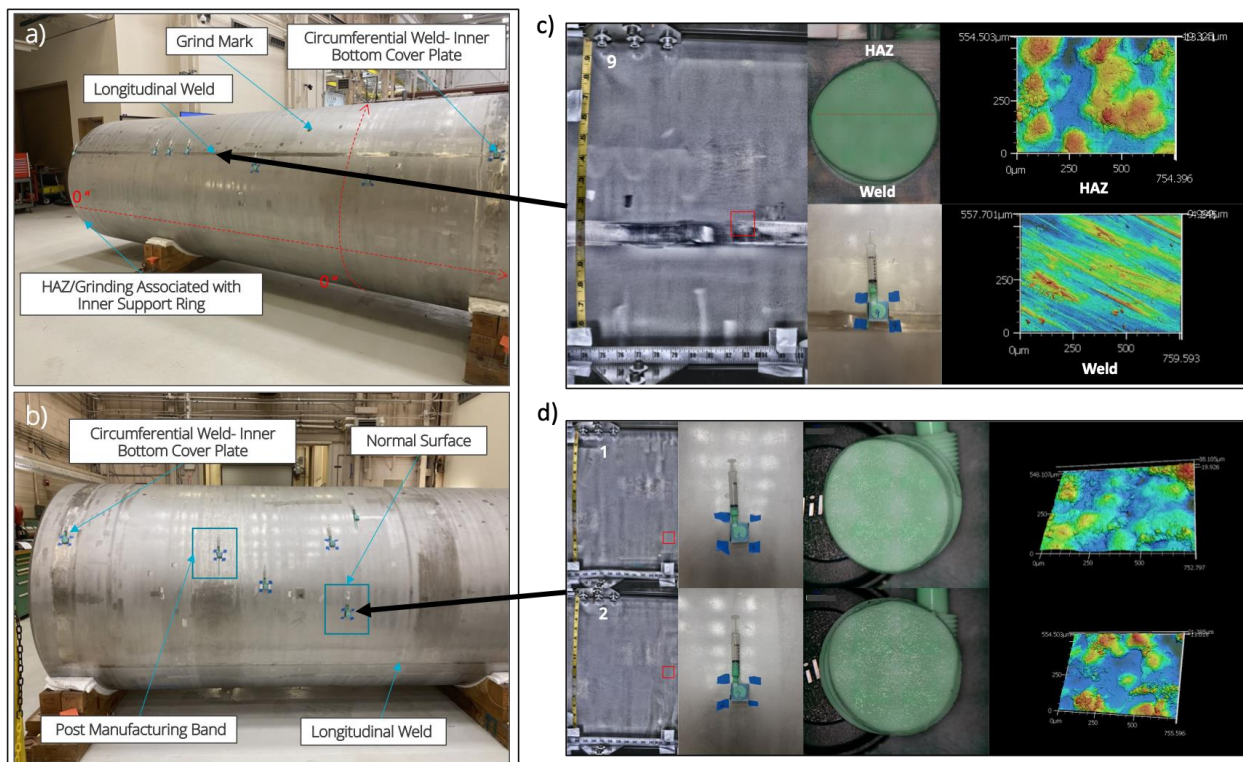 a)
Grind Mark
Circumferential Weld- Inner
Bottom Cover Plate
Longitudinal Weld
0 "
0 "
HAZ/Grinding Associated with
Inner Support Ring
b)
Circumferential Weld- Inner
Bottom Cover Plate
Normal Surface
Post Manufacturing Band
Longitudinal Weld
c)
9
HAZ
Weld
554.503µm
250
0µm
250
500
754.396
HAZ
557.701µm
250
0
0µm
250
500
759.593
Weld
d)
1
548.107µm
250
0µm
250
500
752.797
2
554.503µm
250
0µm
250
500
755.596